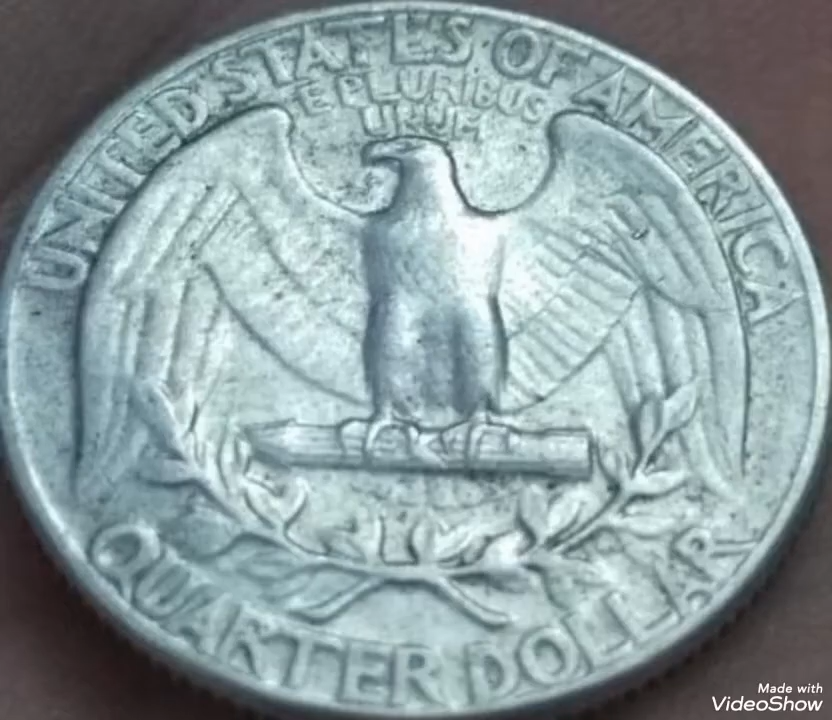 UNITED STATES OF AMERICA
E PLURIBUS
UNUM
QUARTER DOLLAR
Made with
VideoShow